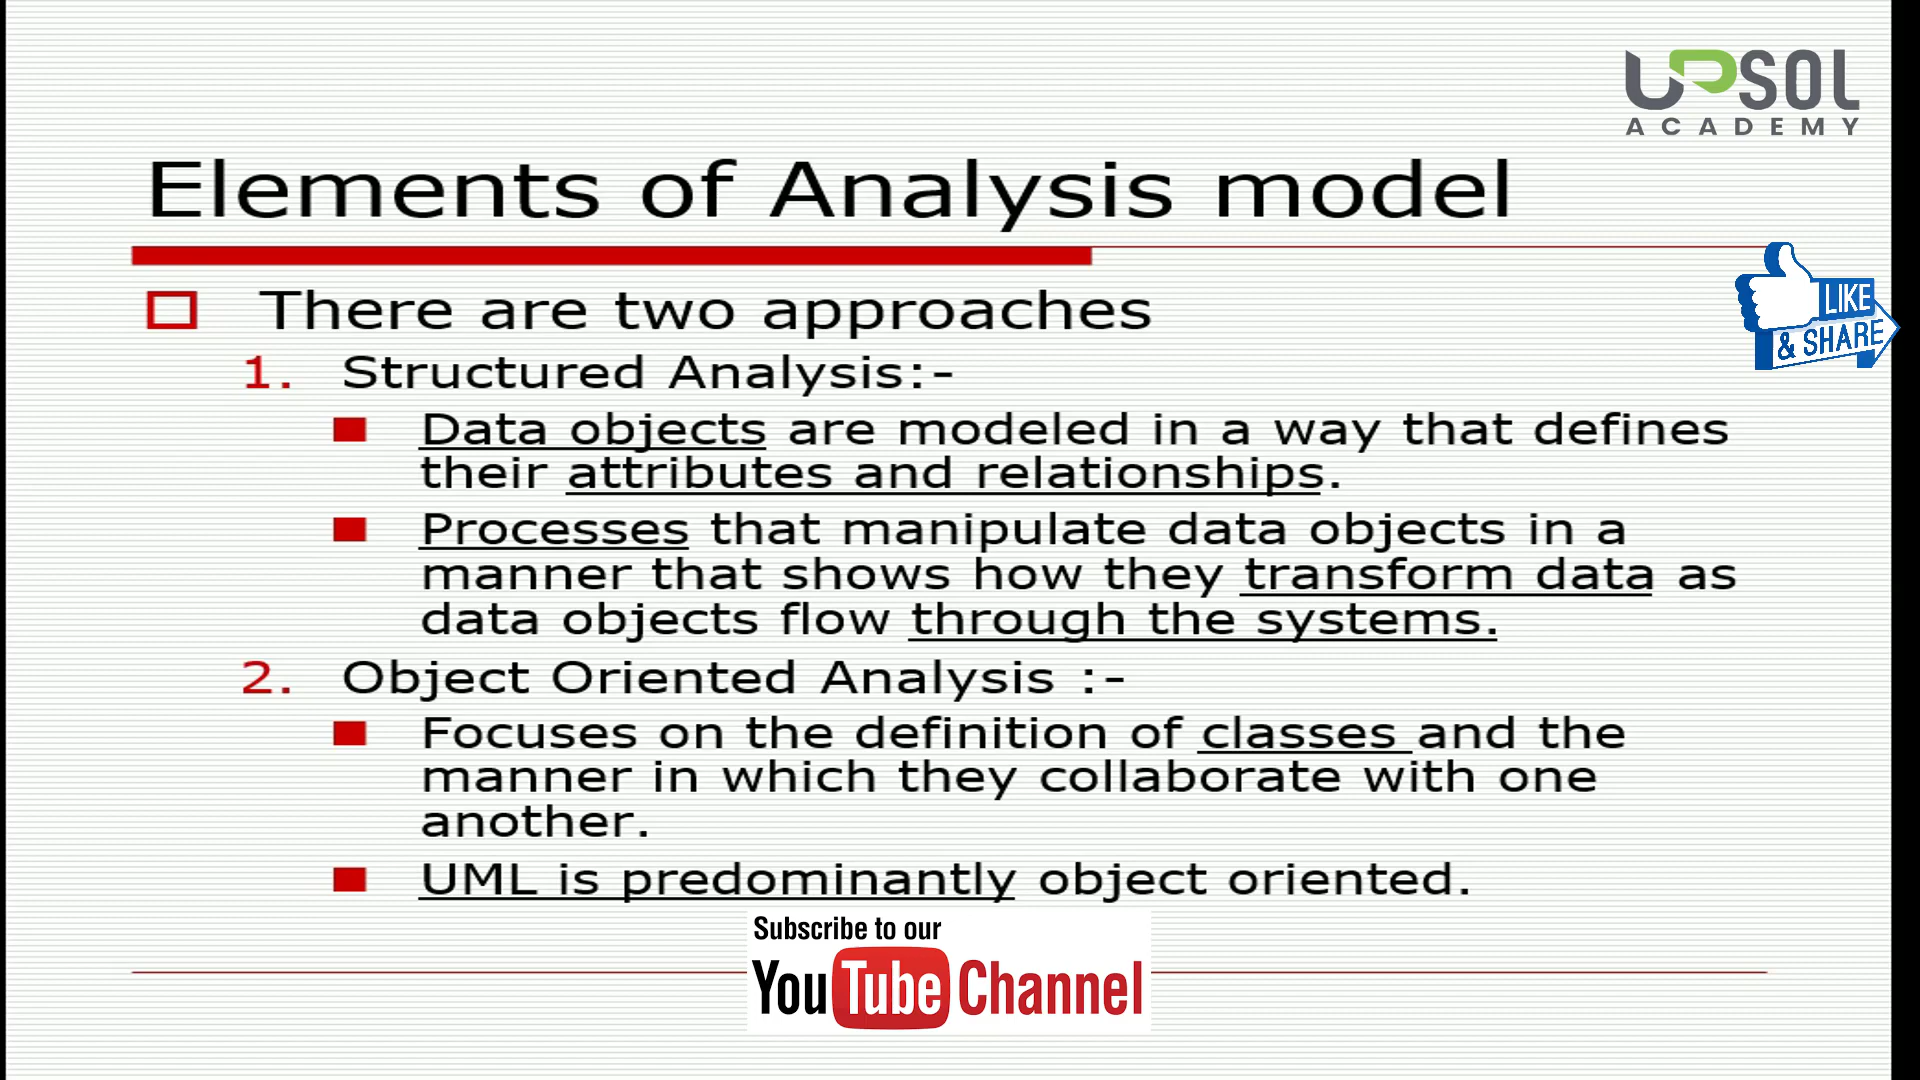 UPSOL
ACADEMY
Elements of Analysis model
There are two approaches
1. Structured Analysis:-
Data objects are modeled in a way that defines
their attributes and relationships.
Processes that manipulate data objects in a
manner that shows how they transform data as
data objects flow through the systems.
2. Object Oriented Analysis :-
Focuses on the definition of classes and the
manner in which they collaborate with one
another.
UML is predominantly object oriented.
LIKE
& SHARE
Subscribe to our
YouTube Channel